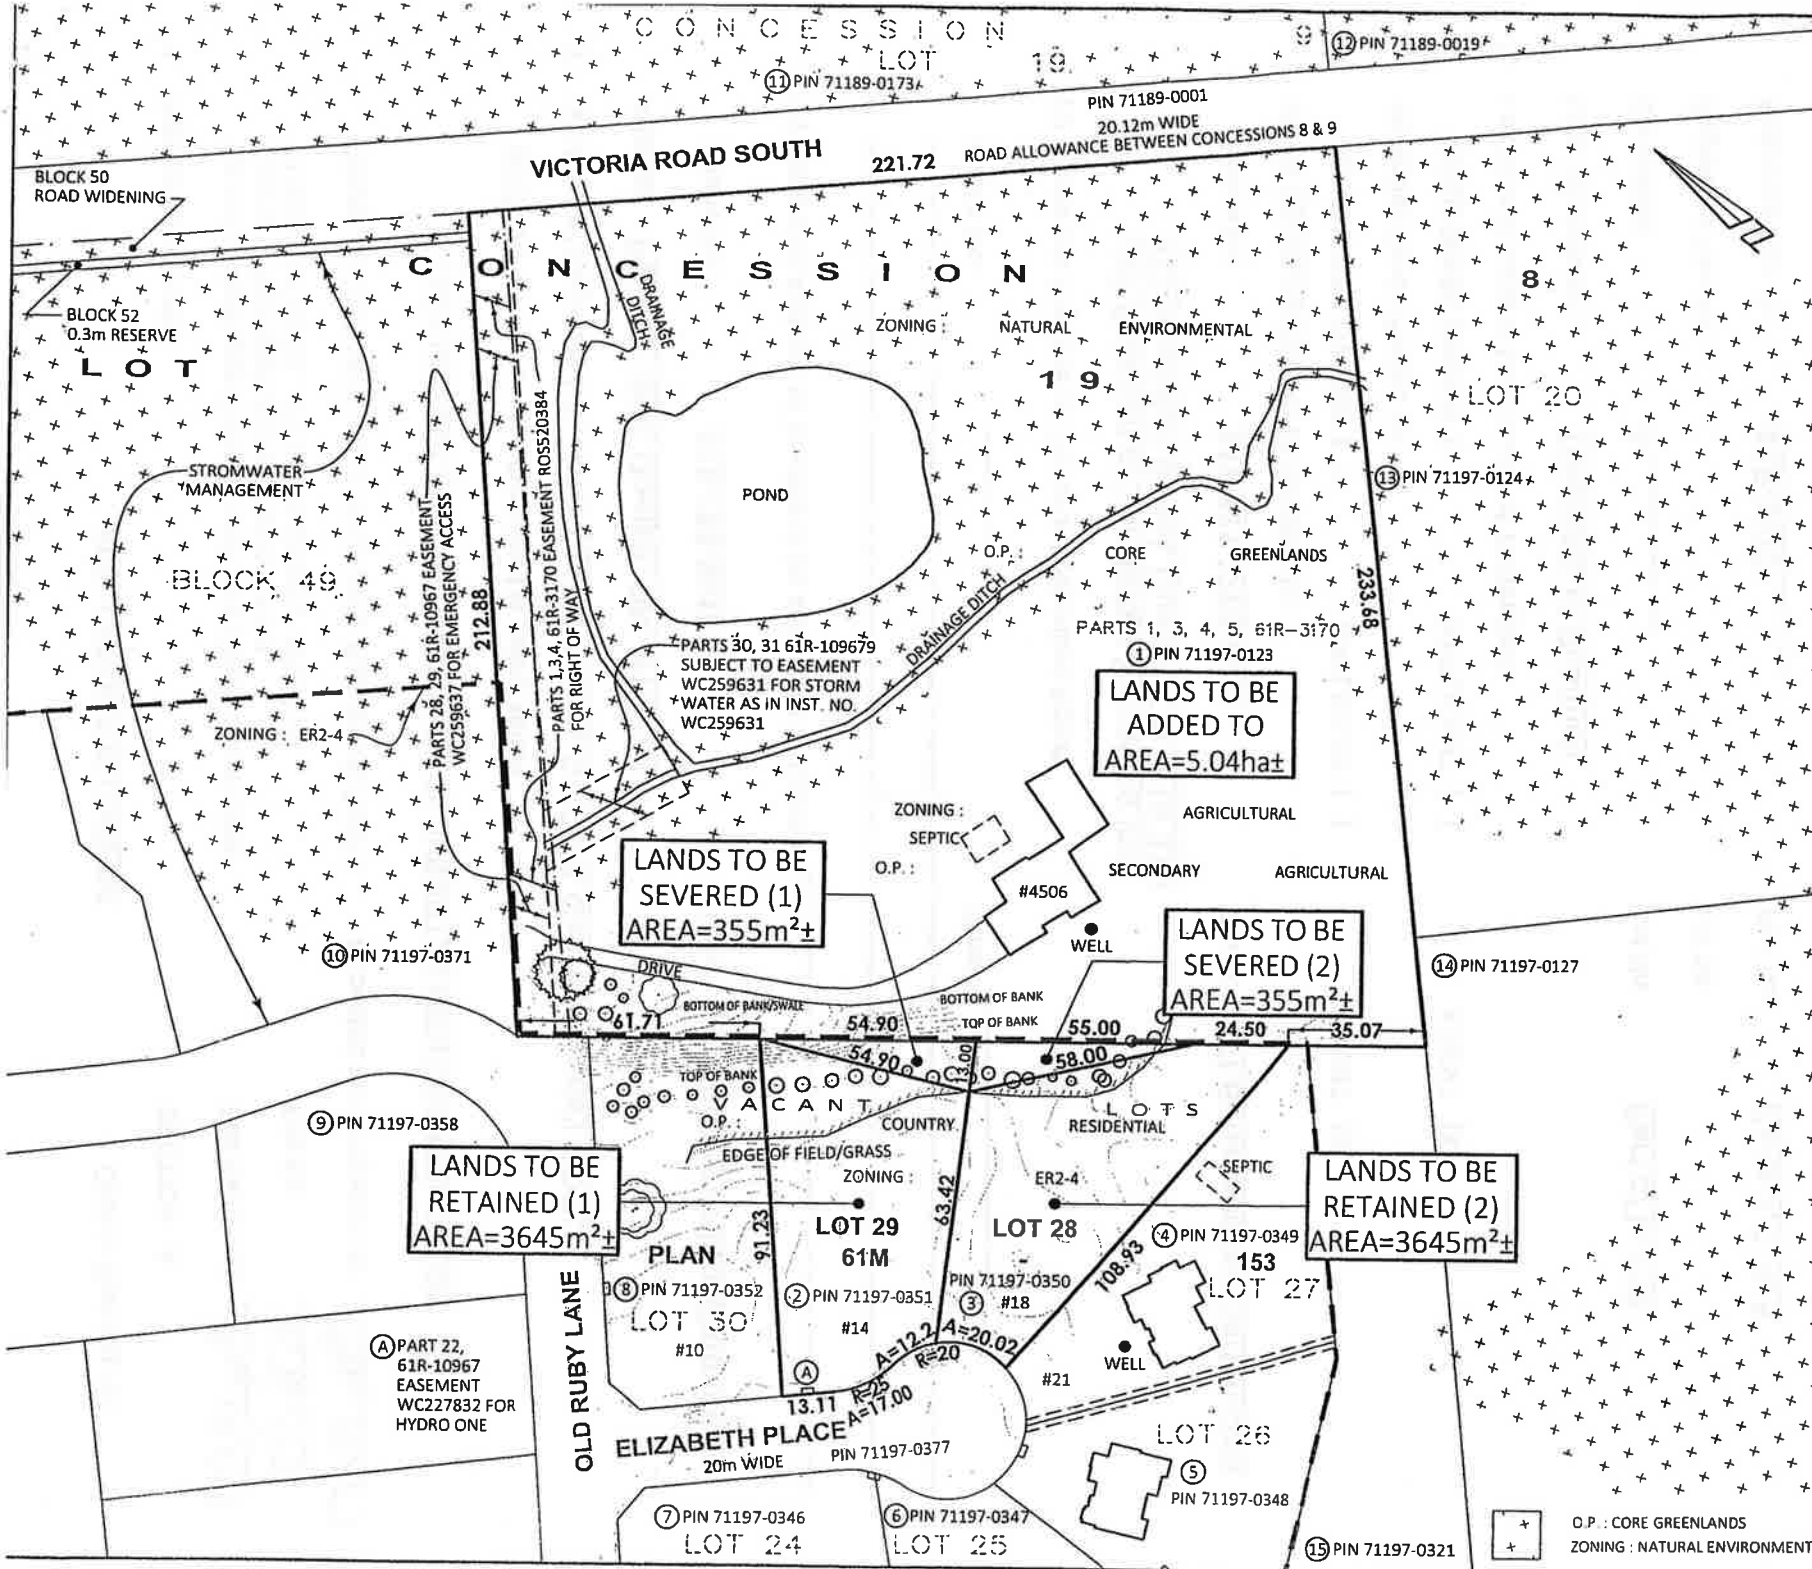 CONCESSION 9
LOT 19
⑪ PIN 71189-0173
⑫ PIN 71189-0019
PIN 71189-0001
20.12m WIDE
ROAD ALLOWANCE BETWEEN CONCESSIONS 8 & 9
VICTORIA ROAD SOUTH
221.72
BLOCK 50
ROAD WIDENING
BLOCK 52
0.3m RESERVE
CONCESSION 8
LOT 19
DRAINAGE
DITCH
ZONING : NATURAL ENVIRONMENTAL
LOT 20
STROMWATER
MANAGEMENT
BLOCK 49
PARTS 28, 29, 61R-10967 EASEMENT
WC259637 FOR EMERGENCY ACCESS
212.88
PARTS 1,3,4, 61R-3170 EASEMENT ROS520384
FOR RIGHT OF WAY
POND
⑬ PIN 71197-0124
O.P. : CORE GREENLANDS
DRAINAGE DITCH
233.68
PARTS 30, 31 61R-109679
SUBJECT TO EASEMENT
WC259631 FOR STORM
WATER AS IN INST. NO.
WC259631
PARTS 1, 3, 4, 5, 61R-3170
① PIN 71197-0123
LANDS TO BE
ADDED TO
AREA=5.04ha±
ZONING : ER2-4
ZONING : AGRICULTURAL
SEPTIC
O.P. : SECONDARY AGRICULTURAL
#4506
WELL
LANDS TO BE
SEVERED (1)
AREA=355m²±
LANDS TO BE
SEVERED (2)
AREA=355m²±
⑩ PIN 71197-0371
⑭ PIN 71197-0127
DRIVE
BOTTOM OF BANK/SWALE
BOTTOM OF BANK
TOP OF BANK
61.71
54.90
55.00
24.50
35.07
54.90
13.00
58.00
TOP OF BANK
VACANT LOTS
O.P. : COUNTRY RESIDENTIAL
EDGE OF FIELD/GRASS
ZONING : ER2-4
SEPTIC
⑨ PIN 71197-0358
LANDS TO BE
RETAINED (1)
AREA=3645m²±
LANDS TO BE
RETAINED (2)
AREA=3645m²±
91.23
63.42
108.93
PLAN 61M 153
LOT 29
LOT 28
④ PIN 71197-0349
LOT 27
⑧ PIN 71197-0352
LOT 30
#10
② PIN 71197-0351
#14
PIN 71197-0350
③ #18
OLD RUBY LANE
Ⓐ PART 22,
61R-10967
EASEMENT
WC227832 FOR
HYDRO ONE
Ⓐ
13.11
R=25
A=17.00
A=12.2
R=20
A=20.02
#21
WELL
ELIZABETH PLACE
20m WIDE
PIN 71197-0377
LOT 26
⑤
PIN 71197-0348
⑦ PIN 71197-0346
LOT 24
⑥ PIN 71197-0347
LOT 25
⑮ PIN 71197-0321
O.P. : CORE GREENLANDS
ZONING : NATURAL ENVIRONMENT